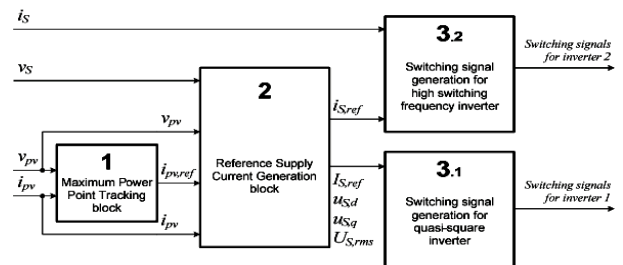 i_S
v_S
v_pv
v_pv
i_pv
i_pv
1
Maximum Power
Point Tracking
block
i_pv,ref
2
Reference Supply
Current Generation
block
i_S,ref
I_S,ref
u_S,d
u_S,q
U_S,rms
3.2
Switching signal
generation for
high switching
frequency inverter
Switching signals
for inverter 2
3.1
Switching signal
generation for
quasi-square
inverter
Switching signals
for inverter 1